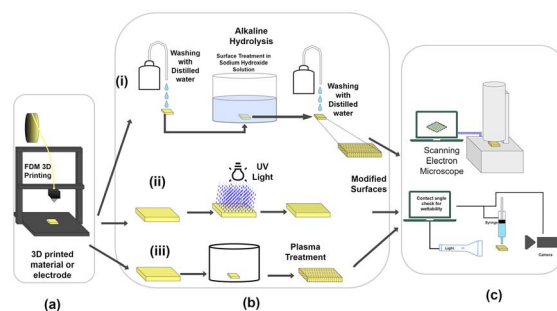 Alkaline
Hydrolysis
Washing
with
Distilled
water
Surface Treatment in
Sodium Hydroxide
Solution
Washing
with
Distilled
water
(i)
FDM 3D
Printing
3D printed
material or
electrode
(a)
(ii)
UV
Light
Modified
Surfaces
(iii)
Plasma
Treatment
(b)
Scanning
Electron
Microscope
Contact angle
check for
wettability
Syringe
Light
Camera
(c)